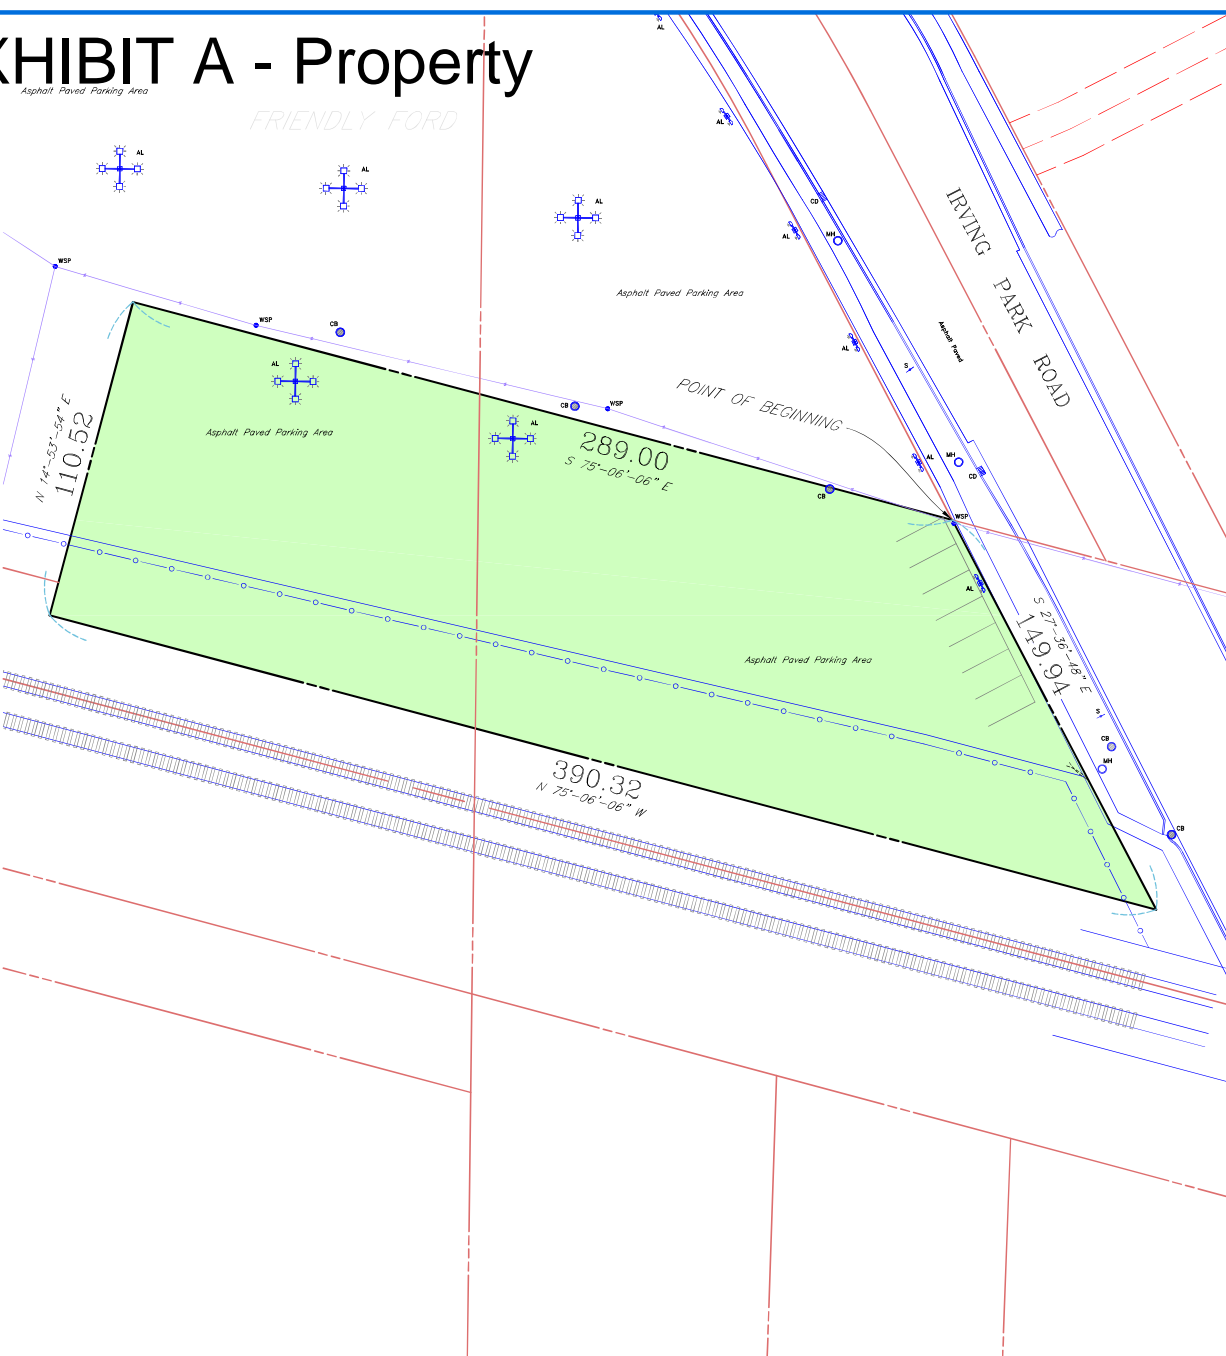 XHIBIT A - Property
Asphalt Paved Parking Area
FRIENDLY FORD
AL
AL
AL
AL
AL
CD
MH
AL
IRVING PARK ROAD
WSP
Asphalt Paved Parking Area
WSP
CB
Asphalt Paved
AL
S
AL
POINT OF BEGINNING
CB
WSP
AL
289.00
S 75°-06'-06" E
N 14°-53'-54" E
110.52
Asphalt Paved Parking Area
AL
MH
CD
CB
WSP
AL
S 27°-36'-48" E
149.94
Asphalt Paved Parking Area
S
CB
MH
390.32
N 75°-06'-06" W
CB